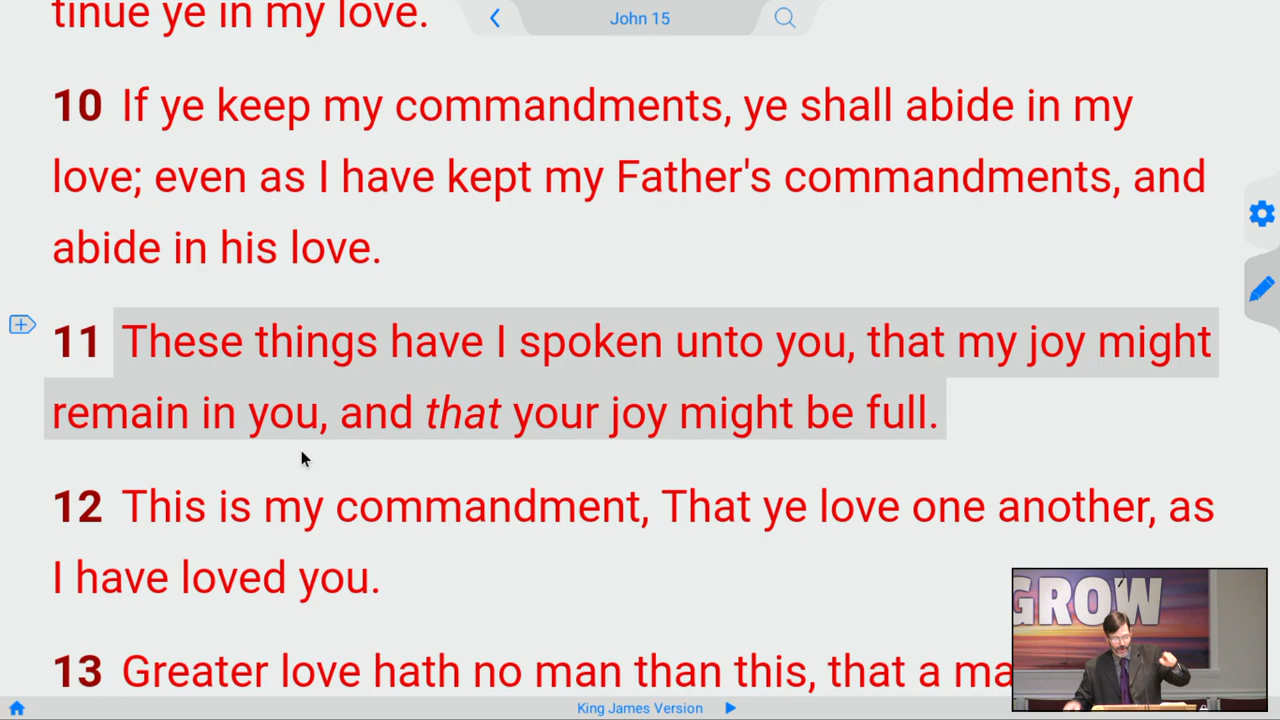 tinue ye in my love.
John 15
10 If ye keep my commandments, ye shall abide in my
love; even as I have kept my Father's commandments, and
abide in his love.
11 These things have I spoken unto you, that my joy might
remain in you, and that your joy might be full.
12 This is my commandment, That ye love one another, as
I have loved you.
13 Greater love hath no man than this, that a ma
GROW
King James Version